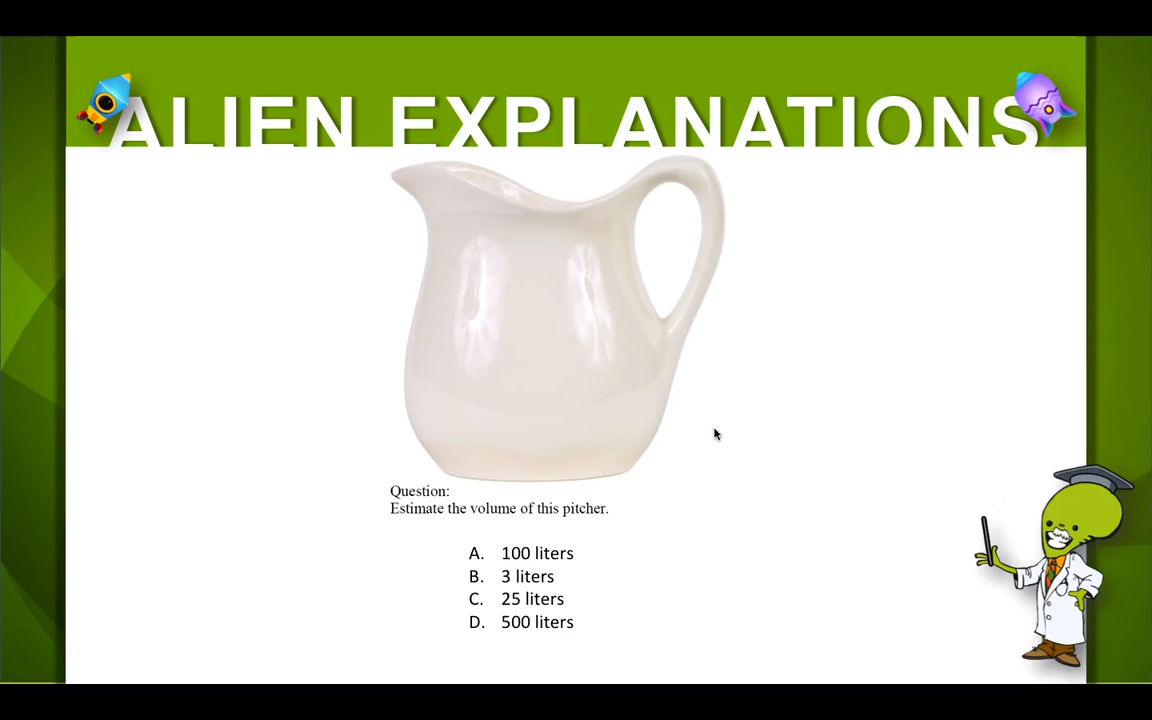 ALIEN EXPLANATIONS
Question:
Estimate the volume of this pitcher.
A. 100 liters
B. 3 liters
C. 25 liters
D. 500 liters